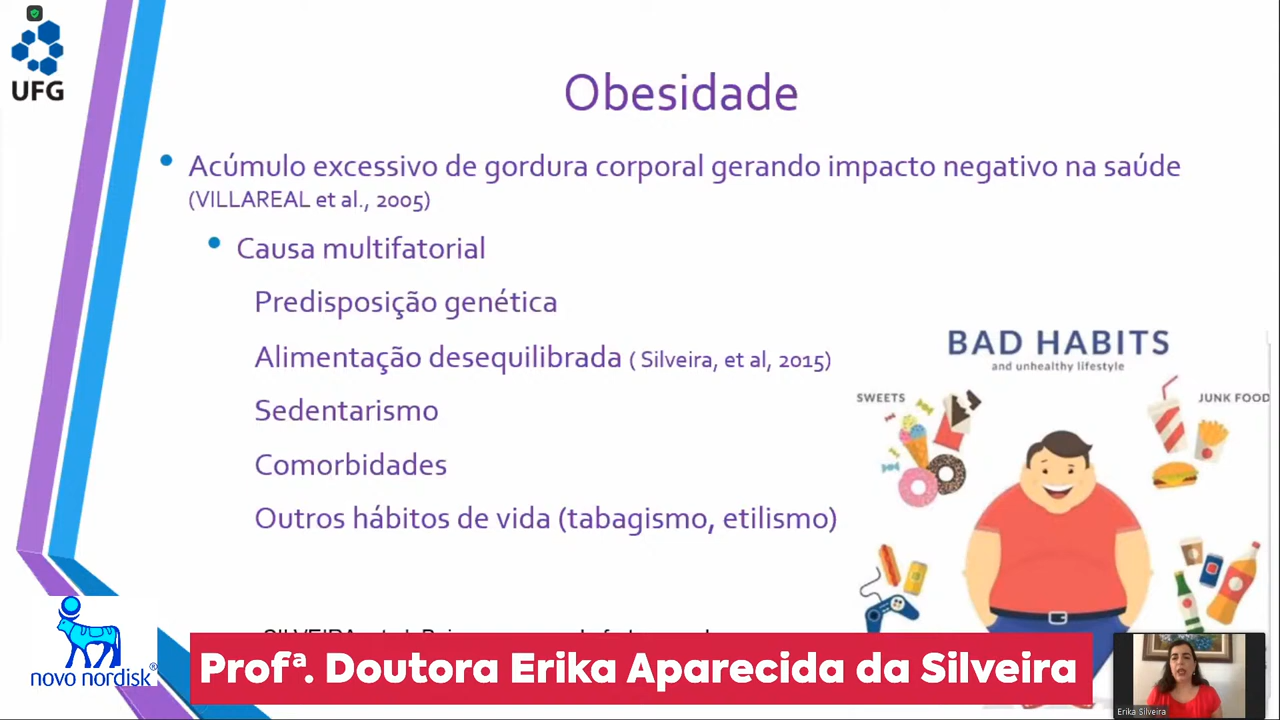 UFG
Obesidade
Acúmulo excessivo de gordura corporal gerando impacto negativo na saúde
(VILLAREAL et al., 2005)
Causa multifatorial
Predisposição genética
Alimentação desequilibrada ( Silveira, et al, 2015)
Sedentarismo
Comorbidades
Outros hábitos de vida (tabagismo, etilismo)
BAD HABITS
and unhealthy lifestyle
SWEETS
JUNK FOOD
Profª. Doutora Erika Aparecida da Silveira
novo nordisk®
Erika Silveira